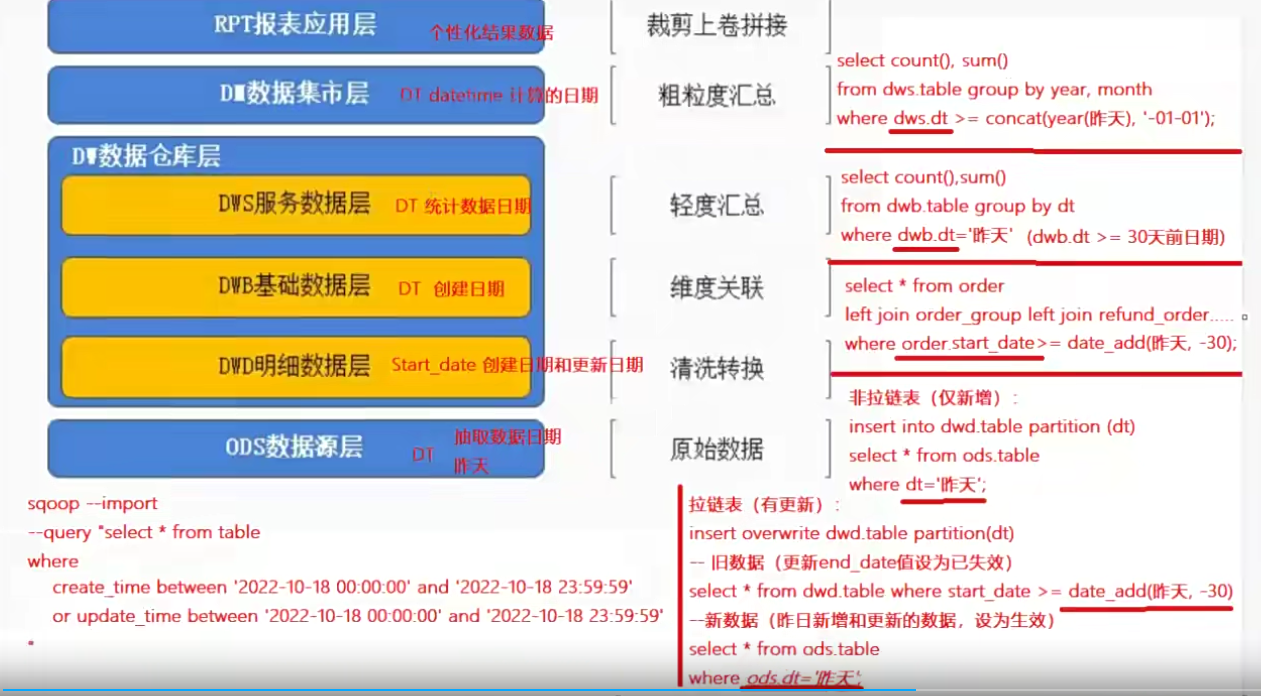 RPT报表应用层 个性化结果数据 裁剪上卷拼接
select count(), sum()
DM数据集市层 DT datetime 计算的日期 粗粒度汇总
from dws.table group by year, month
where dws.dt >= concat(year(昨天), '-01-01');
DW数据仓库层
select count(),sum()
DWS服务数据层 DT 统计数据日期 轻度汇总
from dwb.table group by dt
where dwb.dt='昨天' (dwb.dt >= 30天前日期)
DWB基础数据层 DT 创建日期 维度关联
select * from order
left join order_group left join refund_order.....
where order.start_date>= date_add(昨天, -30);
DWD明细数据层 Start_date 创建日期和更新日期 清洗转换
非拉链表（仅新增）：
insert into dwd.table partition (dt)
ODS数据源层 DT 抽取数据日期 原始数据
昨天
select * from ods.table
where dt='昨天';
sqoop --import
--query "select * from table
where
create_time between '2022-10-18 00:00:00' and '2022-10-18 23:59:59'
or update_time between '2022-10-18 00:00:00' and '2022-10-18 23:59:59'
"
拉链表（有更新）：
insert overwrite dwd.table partition(dt)
-- 旧数据（更新end_date值设为已失效）
select * from dwd.table where start_date >= date_add(昨天, -30)
--新数据（昨日新增和更新的数据，设为生效）
select * from ods.table
where ods.dt='昨天';